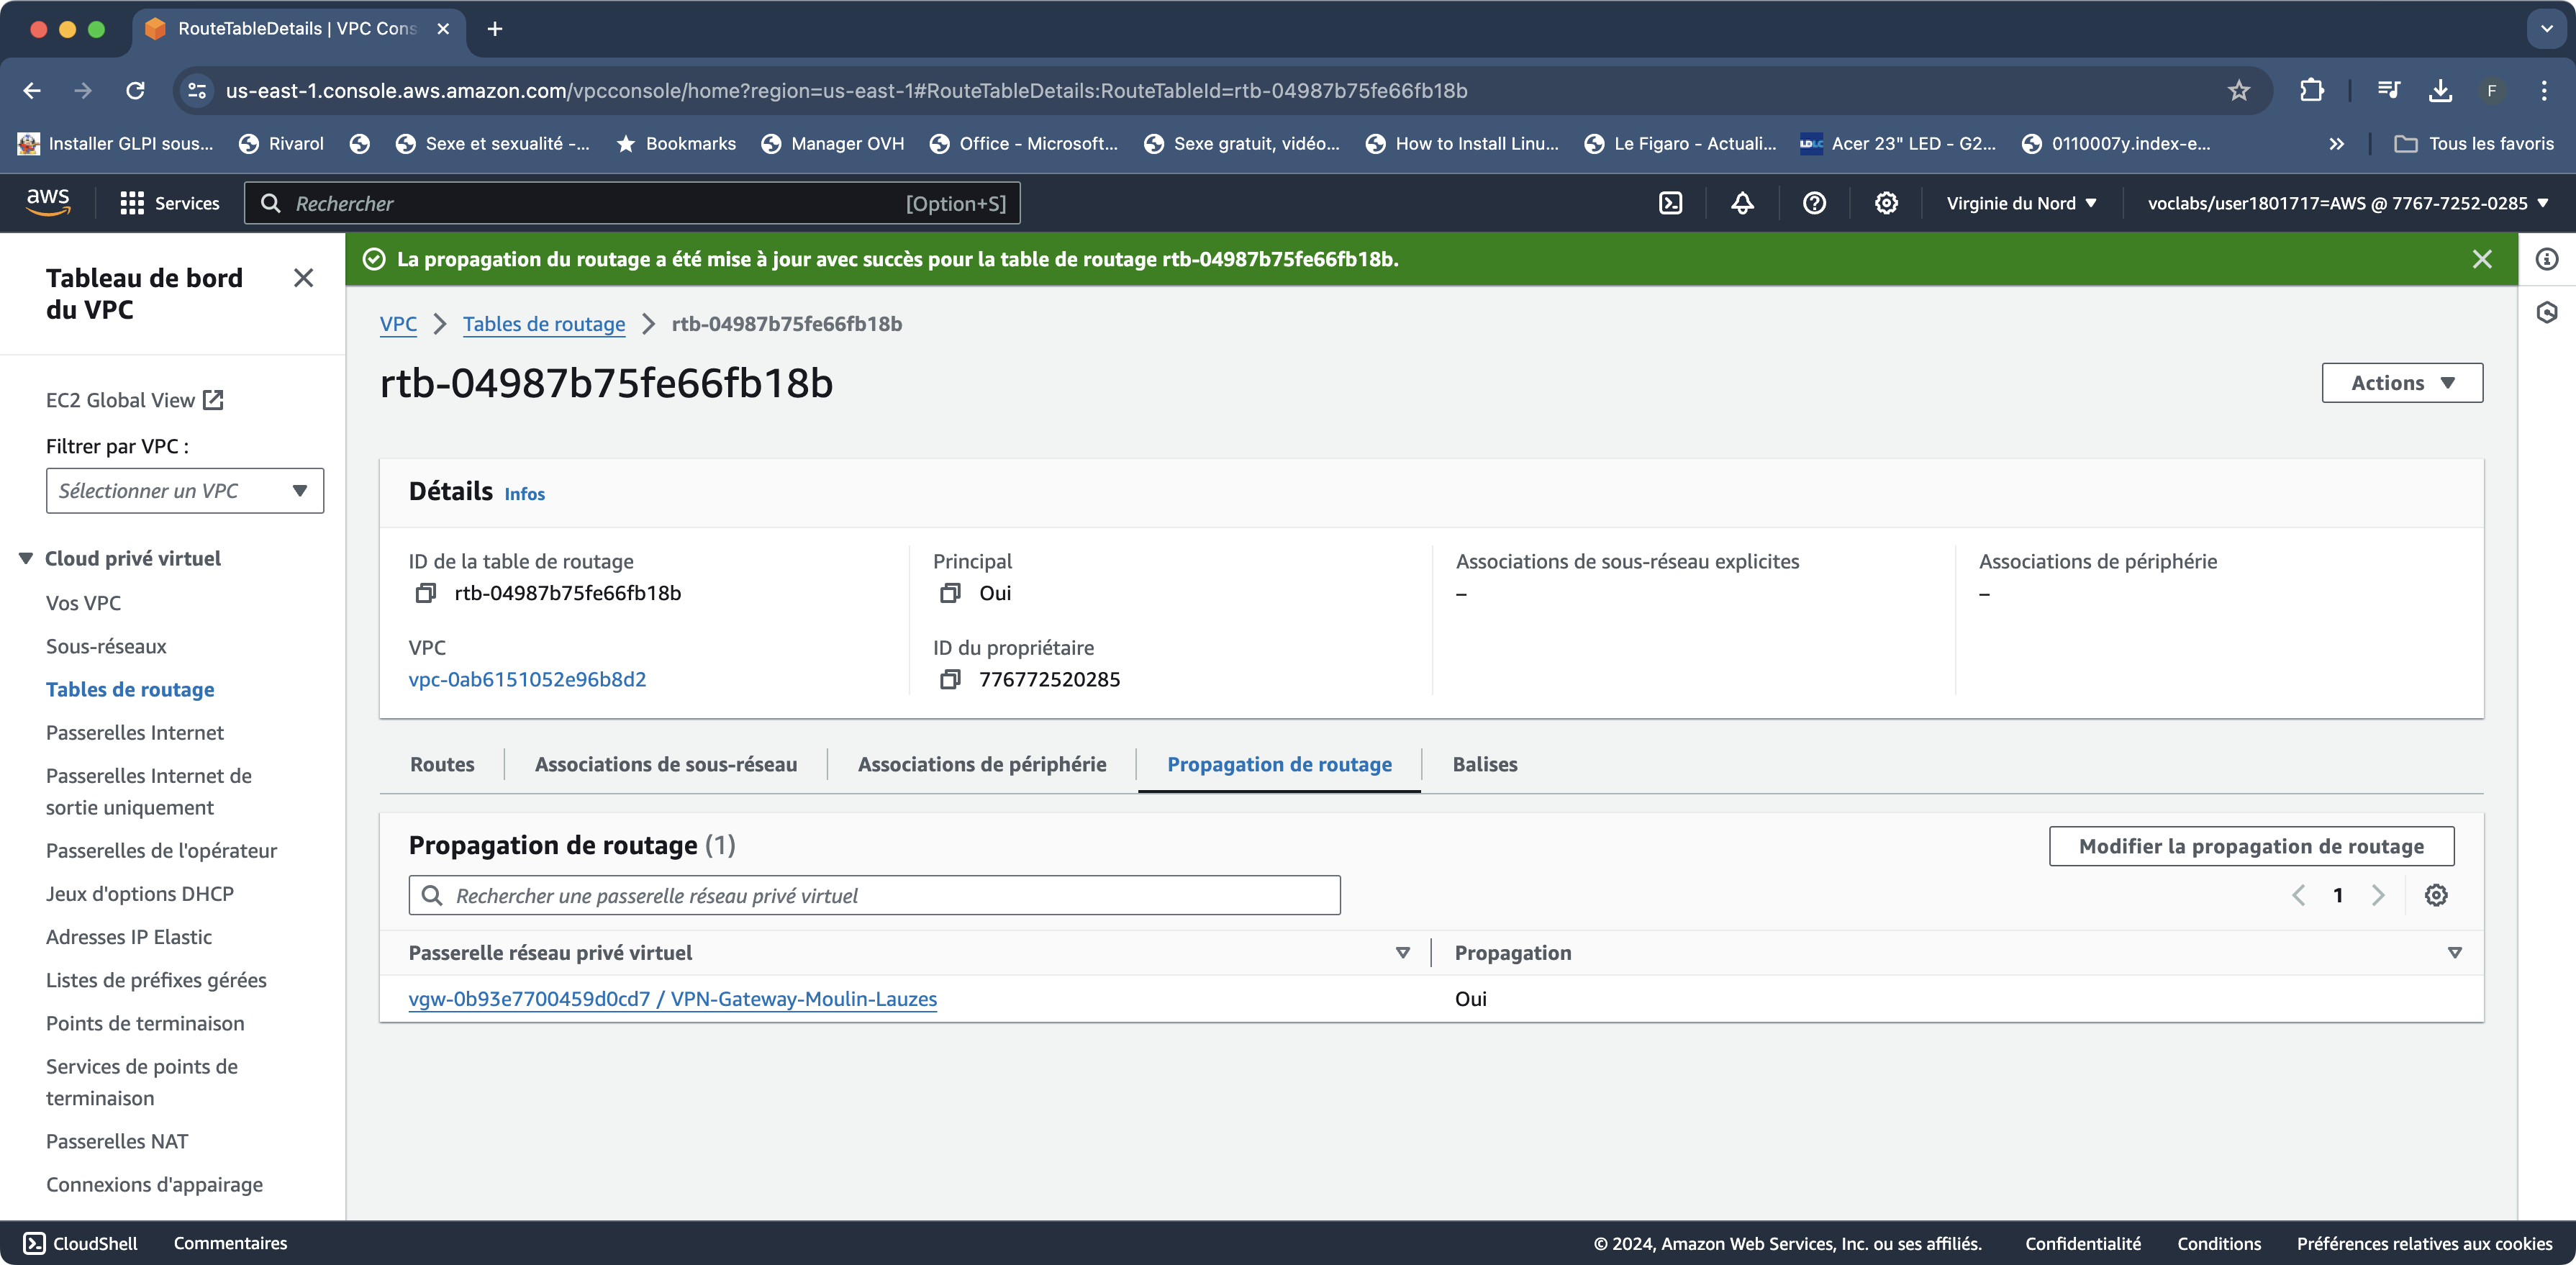 RouteTableDetails | VPC Cons
us-east-1.console.aws.amazon.com/vpcconsole/home?region=us-east-1#RouteTableDetails:RouteTableId=rtb-04987b75fe66fb18b
F
Installer GLPI sous...
Rivarol
Sexe et sexualité -...
Bookmarks
Manager OVH
Office - Microsoft...
Sexe gratuit, vidéo...
How to Install Linu...
Le Figaro - Actuali...
LDLC
Acer 23" LED - G2...
0110007y.index-e...
Tous les favoris
aws
Services
Rechercher
[Option+S]
Virginie du Nord
voclabs/user1801717=AWS @ 7767-7252-0285
Tableau de bord
du VPC
EC2 Global View
Filtrer par VPC :
Sélectionner un VPC
Cloud privé virtuel
Vos VPC
Sous-réseaux
Tables de routage
Passerelles Internet
Passerelles Internet de
sortie uniquement
Passerelles de l'opérateur
Jeux d'options DHCP
Adresses IP Elastic
Listes de préfixes gérées
Points de terminaison
Services de points de
terminaison
Passerelles NAT
Connexions d'appairage
La propagation du routage a été mise à jour avec succès pour la table de routage rtb-04987b75fe66fb18b.
VPC
Tables de routage
rtb-04987b75fe66fb18b
rtb-04987b75fe66fb18b
Actions
Détails Infos
ID de la table de routage
rtb-04987b75fe66fb18b
VPC
vpc-0ab6151052e96b8d2
Principal
Oui
ID du propriétaire
776772520285
Associations de sous-réseau explicites
–
Associations de périphérie
–
Routes
Associations de sous-réseau
Associations de périphérie
Propagation de routage
Balises
Propagation de routage (1)
Modifier la propagation de routage
Rechercher une passerelle réseau privé virtuel
1
Passerelle réseau privé virtuel
Propagation
vgw-0b93e7700459d0cd7 / VPN-Gateway-Moulin-Lauzes
Oui
CloudShell
Commentaires
© 2024, Amazon Web Services, Inc. ou ses affiliés.
Confidentialité
Conditions
Préférences relatives aux cookies